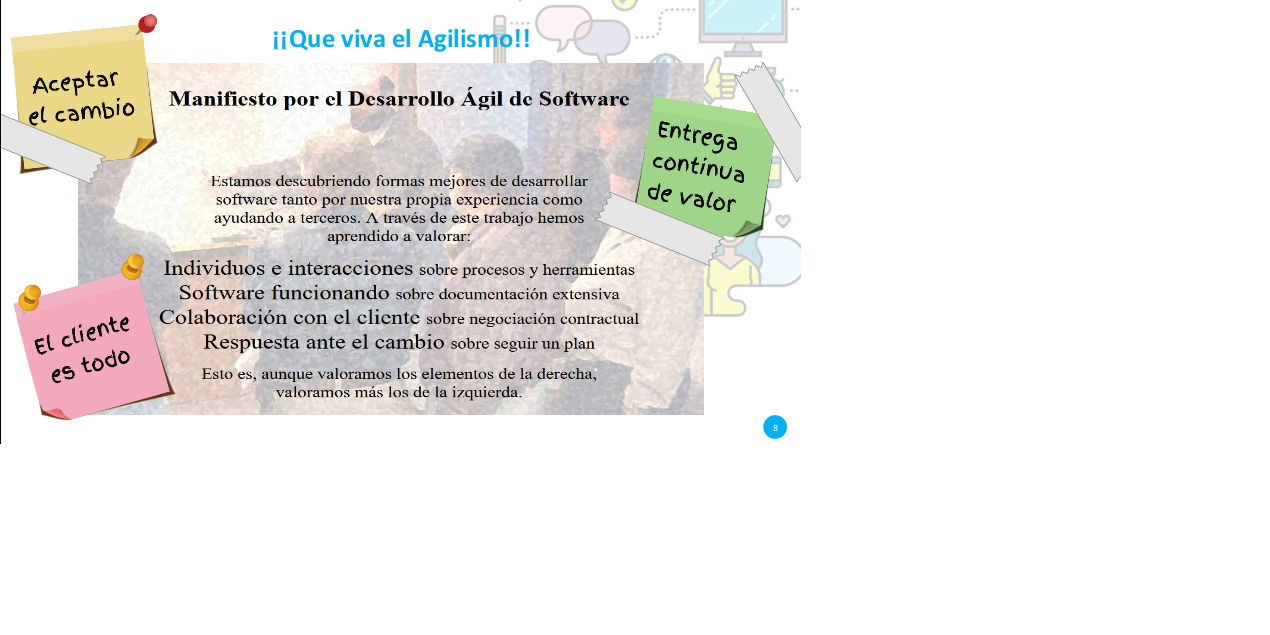 ¡¡Que viva el Agilismo!!
Aceptar
el cambio
Manifiesto por el Desarrollo Ágil de Software
Entrega
continua
de valor
Estamos descubriendo formas mejores de desarrollar
software tanto por nuestra propia experiencia como
ayudando a terceros. A través de este trabajo hemos
aprendido a valorar:
Individuos e interacciones sobre procesos y herramientas
Software funcionando sobre documentación extensiva
Colaboración con el cliente sobre negociación contractual
Respuesta ante el cambio sobre seguir un plan
El cliente
es todo
Esto es, aunque valoramos los elementos de la derecha,
valoramos más los de la izquierda.
8